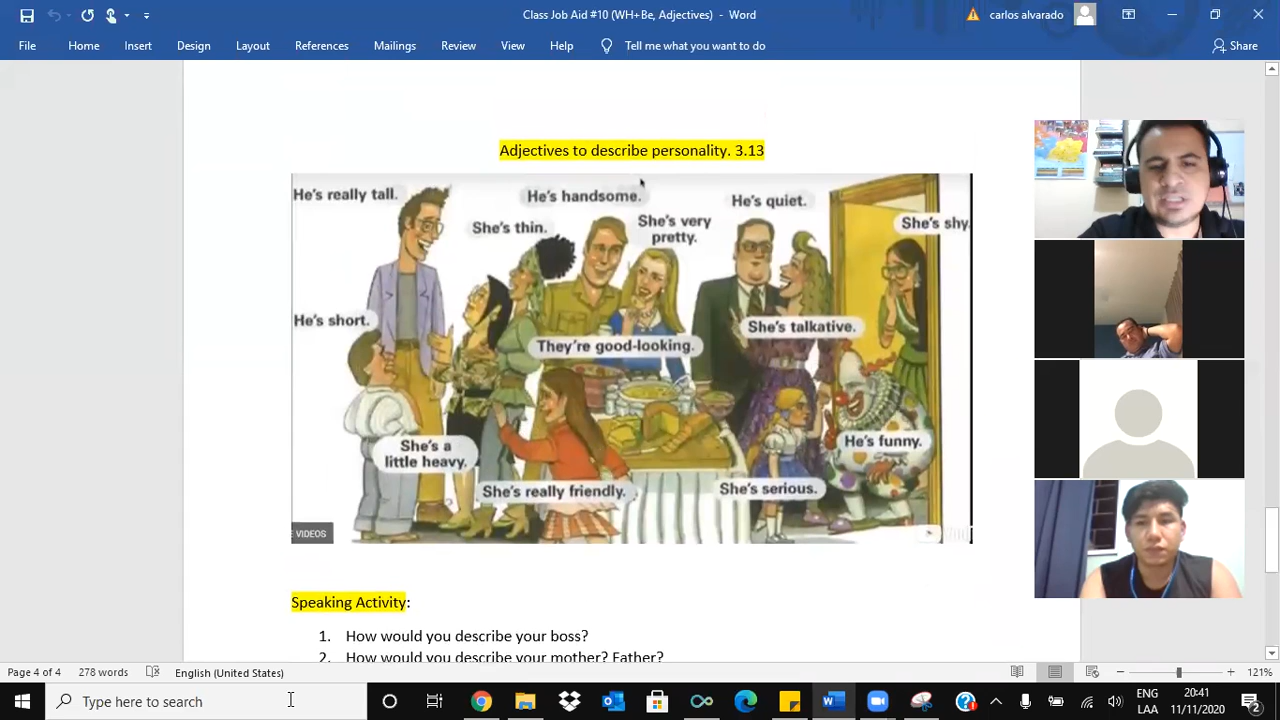 Class Job Aid #10 (WH+Be, Adjectives) - Word
carlos alvarado
File Home Insert Draw Design Layout References Mailings Review View Help Tell me what you want to do Share
Adjectives to describe personality. 3.13
He's really tall.
He's handsome.
He's quiet.
She's thin.
She's very
pretty.
She's shy.
He's short.
She's talkative.
They're good-looking.
She's a
little heavy.
He's funny.
She's really friendly.
She's serious.
E VIDEOS
Speaking Activity:
1. How would you describe your boss?
2. How would you describe your mother? Father?
Page 4 of 4 278 words English (United States) 121%
Type here to search
ENG 20:41
LAA 11/11/2020
2